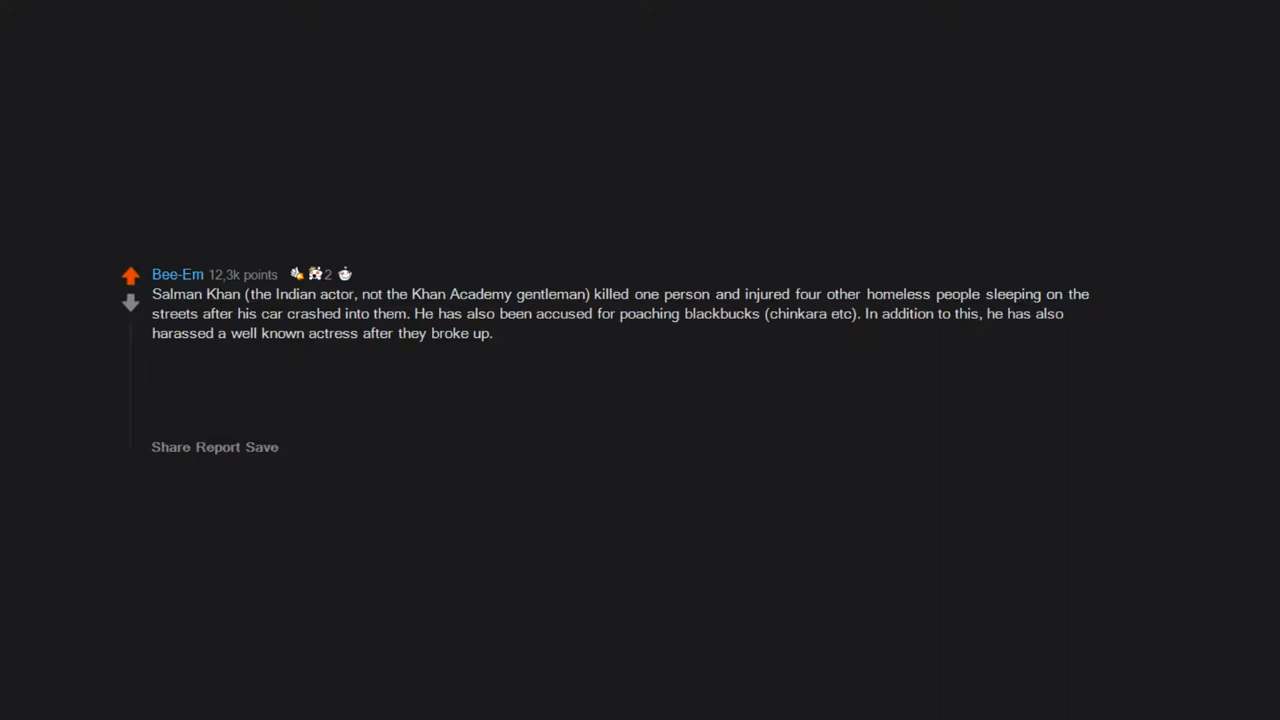 Bee-Em 12,3k points 2
Salman Khan (the Indian actor, not the Khan Academy gentleman) killed one person and injured four other homeless people sleeping on the
streets after his car crashed into them. He has also been accused for poaching blackbucks (chinkara etc). In addition to this, he has also
harassed a well known actress after they broke up.
Share Report Save